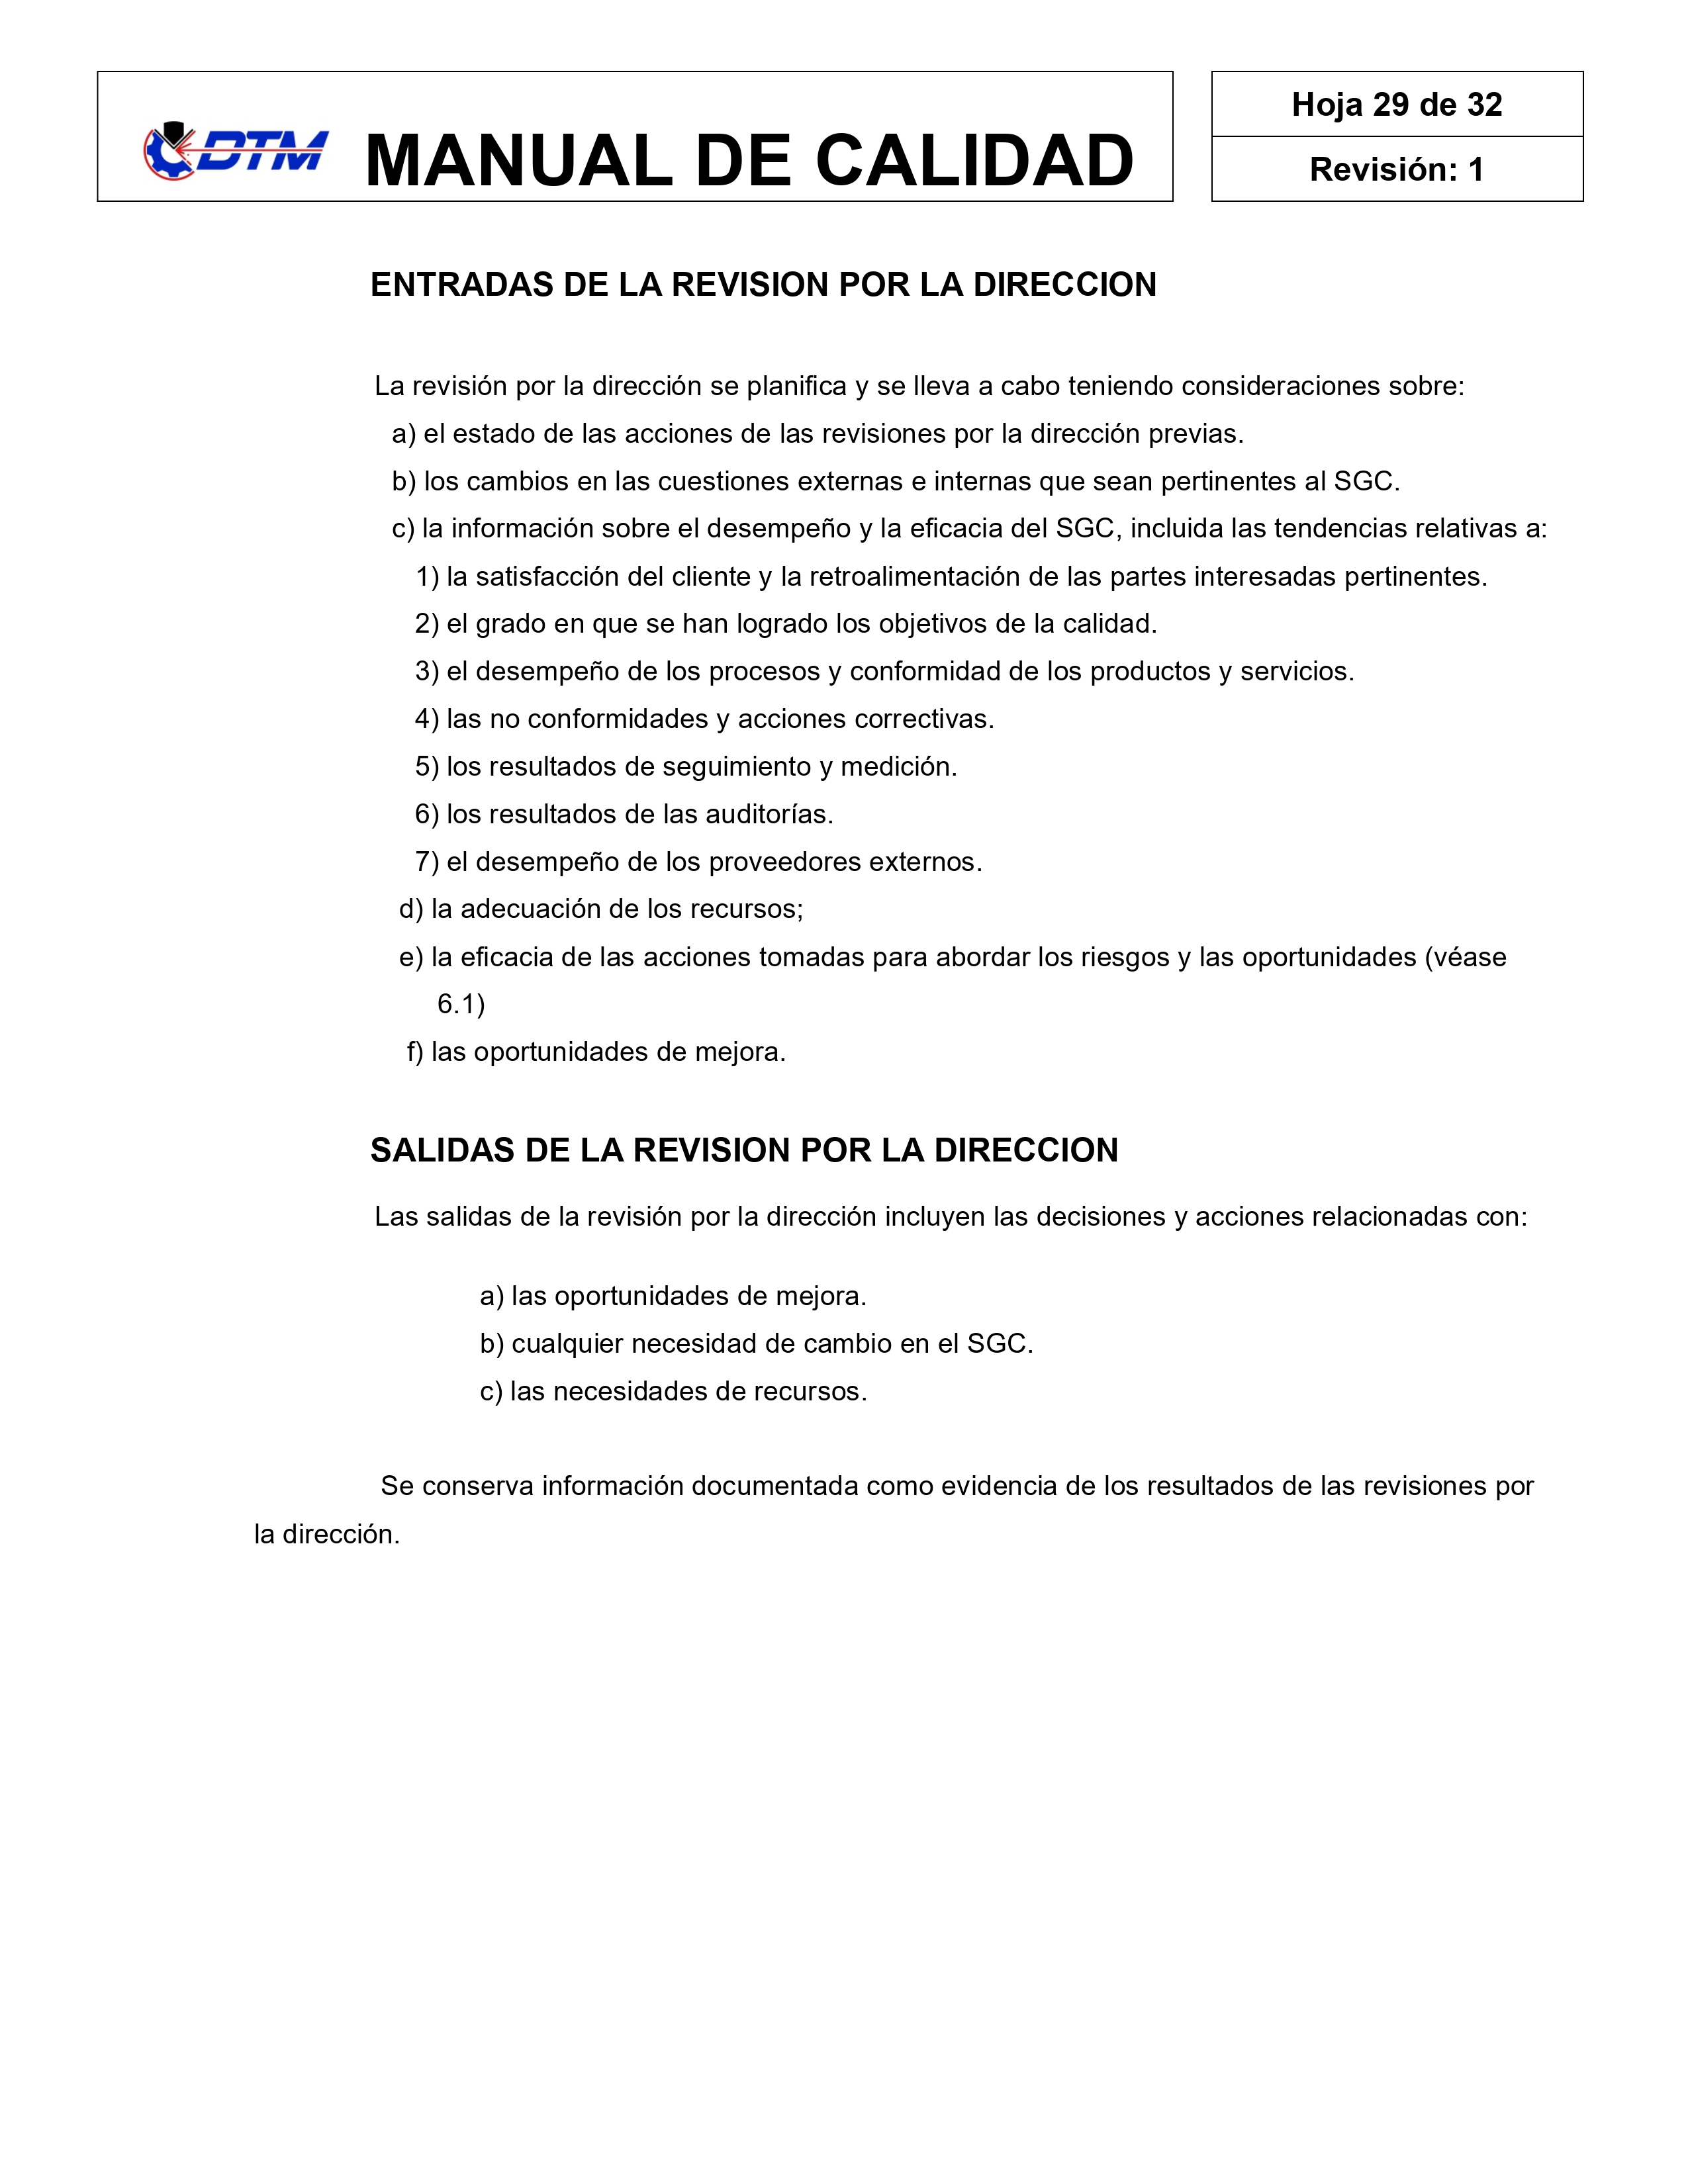 DTM
MANUAL DE CALIDAD
Hoja 29 de 32
Revisión: 1
ENTRADAS DE LA REVISION POR LA DIRECCION
La revisión por la dirección se planifica y se lleva a cabo teniendo consideraciones sobre:
a) el estado de las acciones de las revisiones por la dirección previas.
b) los cambios en las cuestiones externas e internas que sean pertinentes al SGC.
c) la información sobre el desempeño y la eficacia del SGC, incluida las tendencias relativas a:
1) la satisfacción del cliente y la retroalimentación de las partes interesadas pertinentes.
2) el grado en que se han logrado los objetivos de la calidad.
3) el desempeño de los procesos y conformidad de los productos y servicios.
4) las no conformidades y acciones correctivas.
5) los resultados de seguimiento y medición.
6) los resultados de las auditorías.
7) el desempeño de los proveedores externos.
d) la adecuación de los recursos;
e) la eficacia de las acciones tomadas para abordar los riesgos y las oportunidades (véase
6.1)
f) las oportunidades de mejora.
SALIDAS DE LA REVISION POR LA DIRECCION
Las salidas de la revisión por la dirección incluyen las decisiones y acciones relacionadas con:
a) las oportunidades de mejora.
b) cualquier necesidad de cambio en el SGC.
c) las necesidades de recursos.
Se conserva información documentada como evidencia de los resultados de las revisiones por
la dirección.